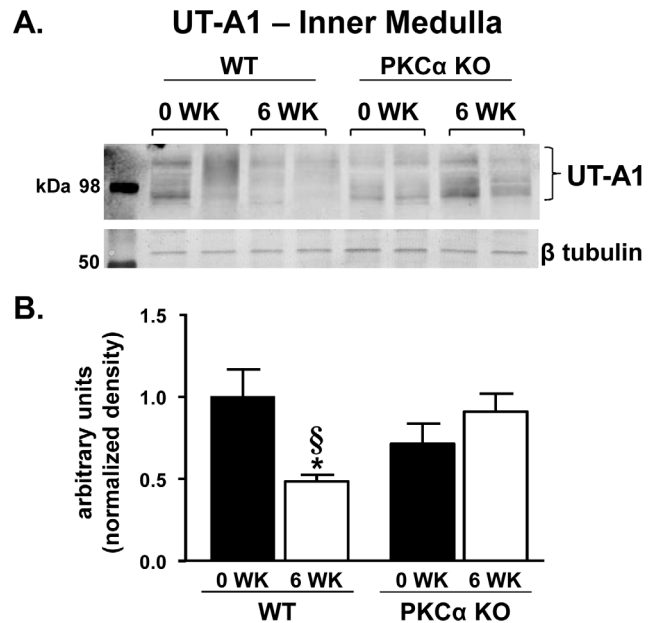 A. UT-A1 – Inner Medulla
WT PKCα KO
0 WK 6 WK 0 WK 6 WK
kDa 98 UT-A1
50 β tubulin
B.
1.5
1.0
0.5
0.0
arbitrary units
(normalized density)
§
*
0 WK 6 WK 0 WK 6 WK
WT PKCα KO